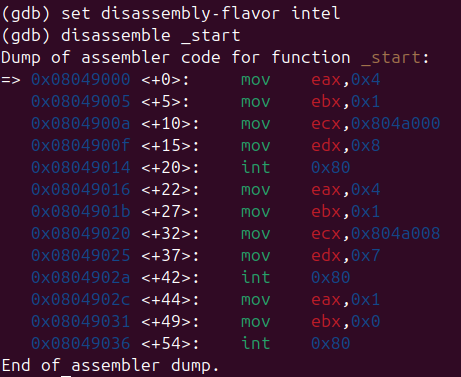 (gdb) set disassembly-flavor intel
(gdb) disassemble _start
Dump of assembler code for function _start:
=> 0x08049000 <+0>:     mov    eax,0x4
   0x08049005 <+5>:     mov    ebx,0x1
   0x0804900a <+10>:    mov    ecx,0x804a000
   0x0804900f <+15>:    mov    edx,0x8
   0x08049014 <+20>:    int    0x80
   0x08049016 <+22>:    mov    eax,0x4
   0x0804901b <+27>:    mov    ebx,0x1
   0x08049020 <+32>:    mov    ecx,0x804a008
   0x08049025 <+37>:    mov    edx,0x7
   0x0804902a <+42>:    int    0x80
   0x0804902c <+44>:    mov    eax,0x1
   0x08049031 <+49>:    mov    ebx,0x0
   0x08049036 <+54>:    int    0x80
End of assembler dump.